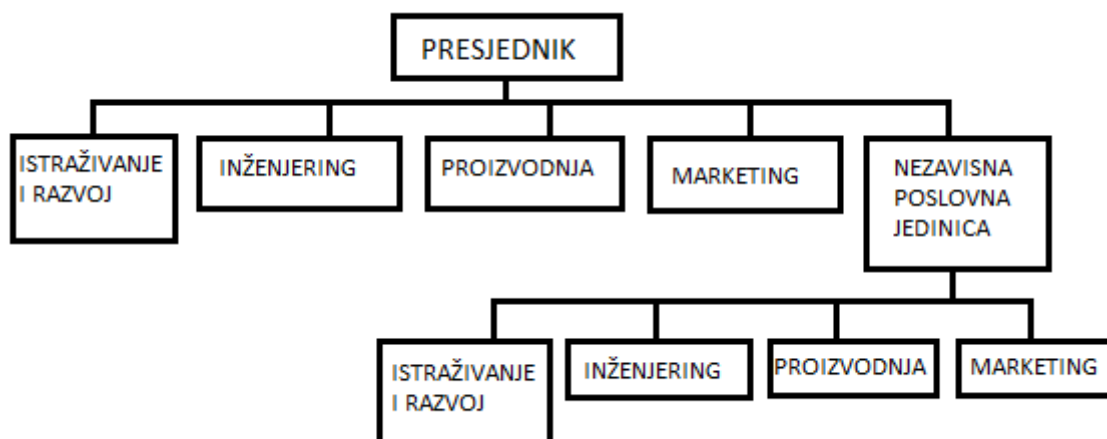 PRESJEDNIK
ISTRAŽIVANJE
I RAZVOJ
INŽENJERING
PROIZVODNJA
MARKETING
NEZAVISNA
POSLOVNA
JEDINICA
ISTRAŽIVANJE
I RAZVOJ
INŽENJERING
PROIZVODNJA
MARKETING